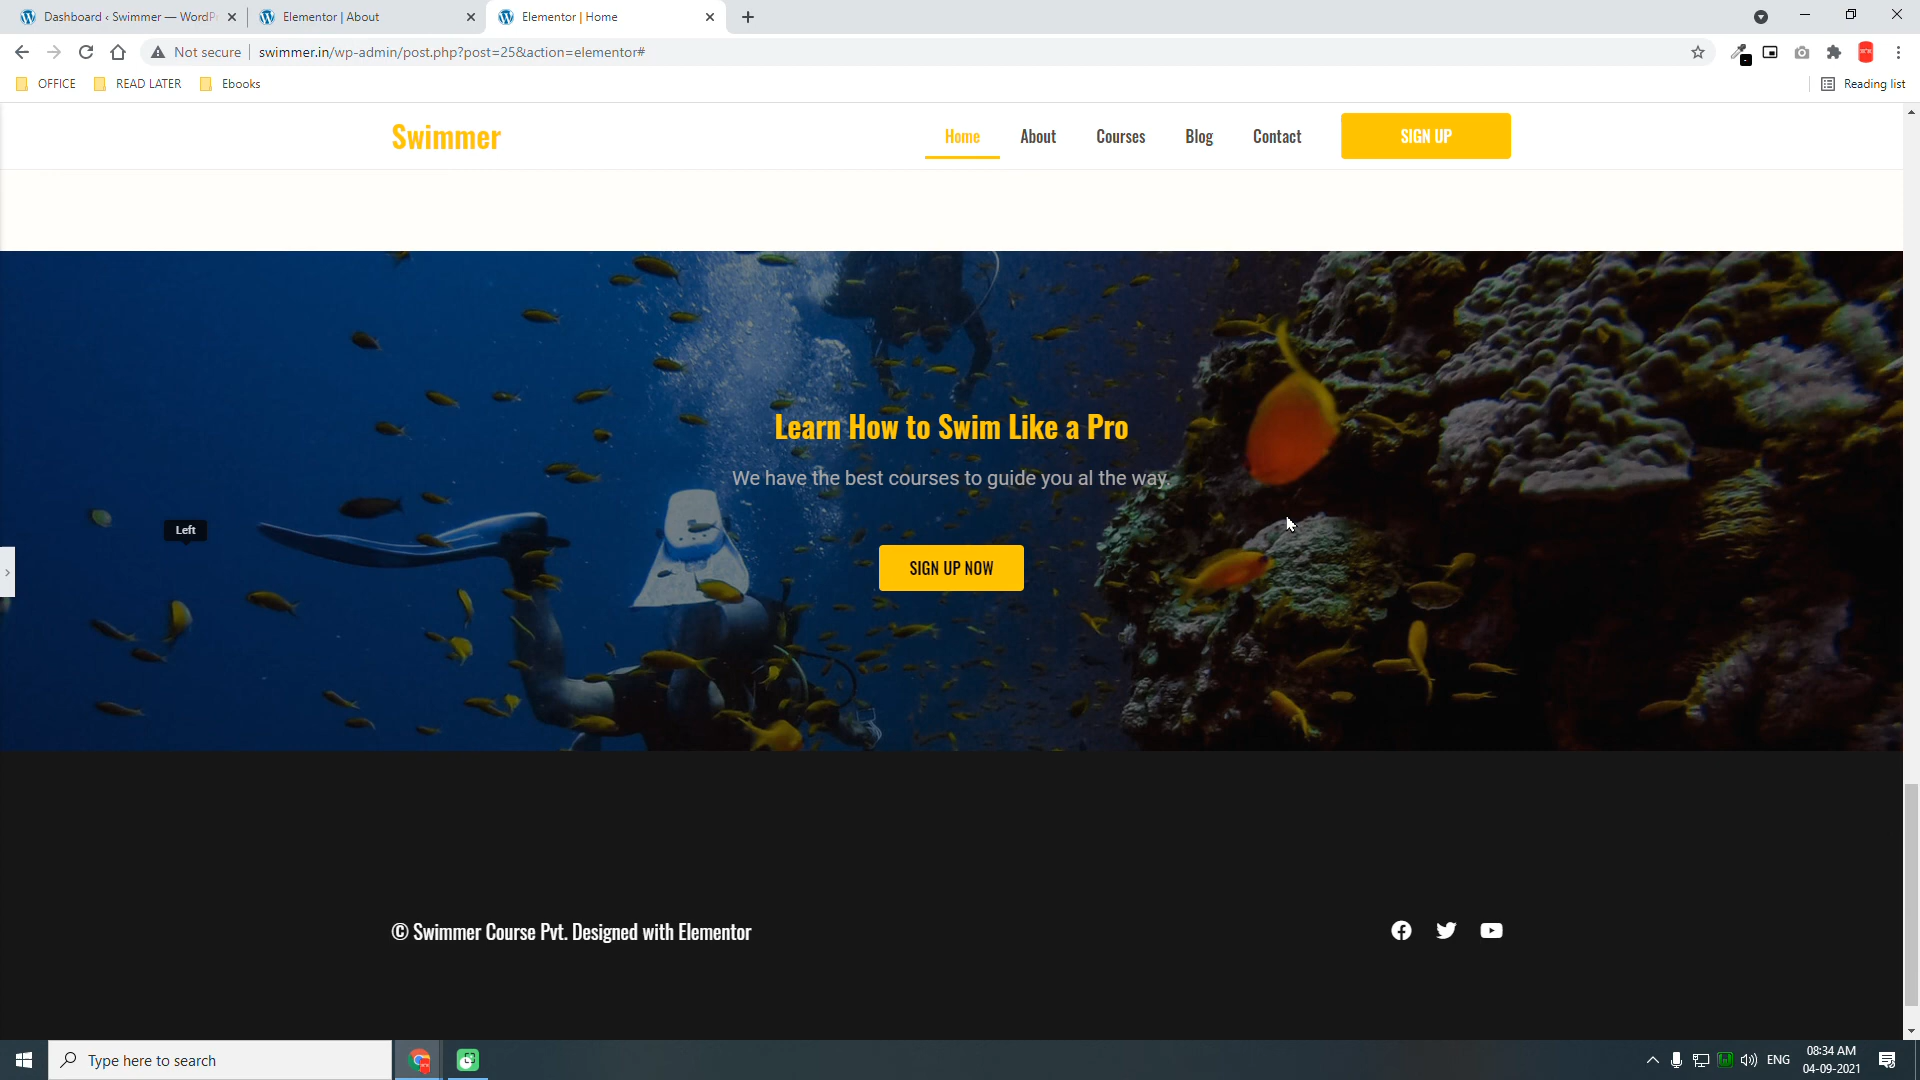 Dashboard ‹ Swimmer — WordP
Elementor | About
Elementor | Home
Not secure
swimmer.in/wp-admin/post.php?post=25&action=elementor#
OFFICE
READ LATER
Ebooks
Reading list
Swimmer
Home
About
Courses
Blog
Contact
SIGN UP
Learn How to Swim Like a Pro
We have the best courses to guide you al the way.
Left
SIGN UP NOW
© Swimmer Course Pvt. Designed with Elementor
Type here to search
ENG
08:34 AM
04-09-2021